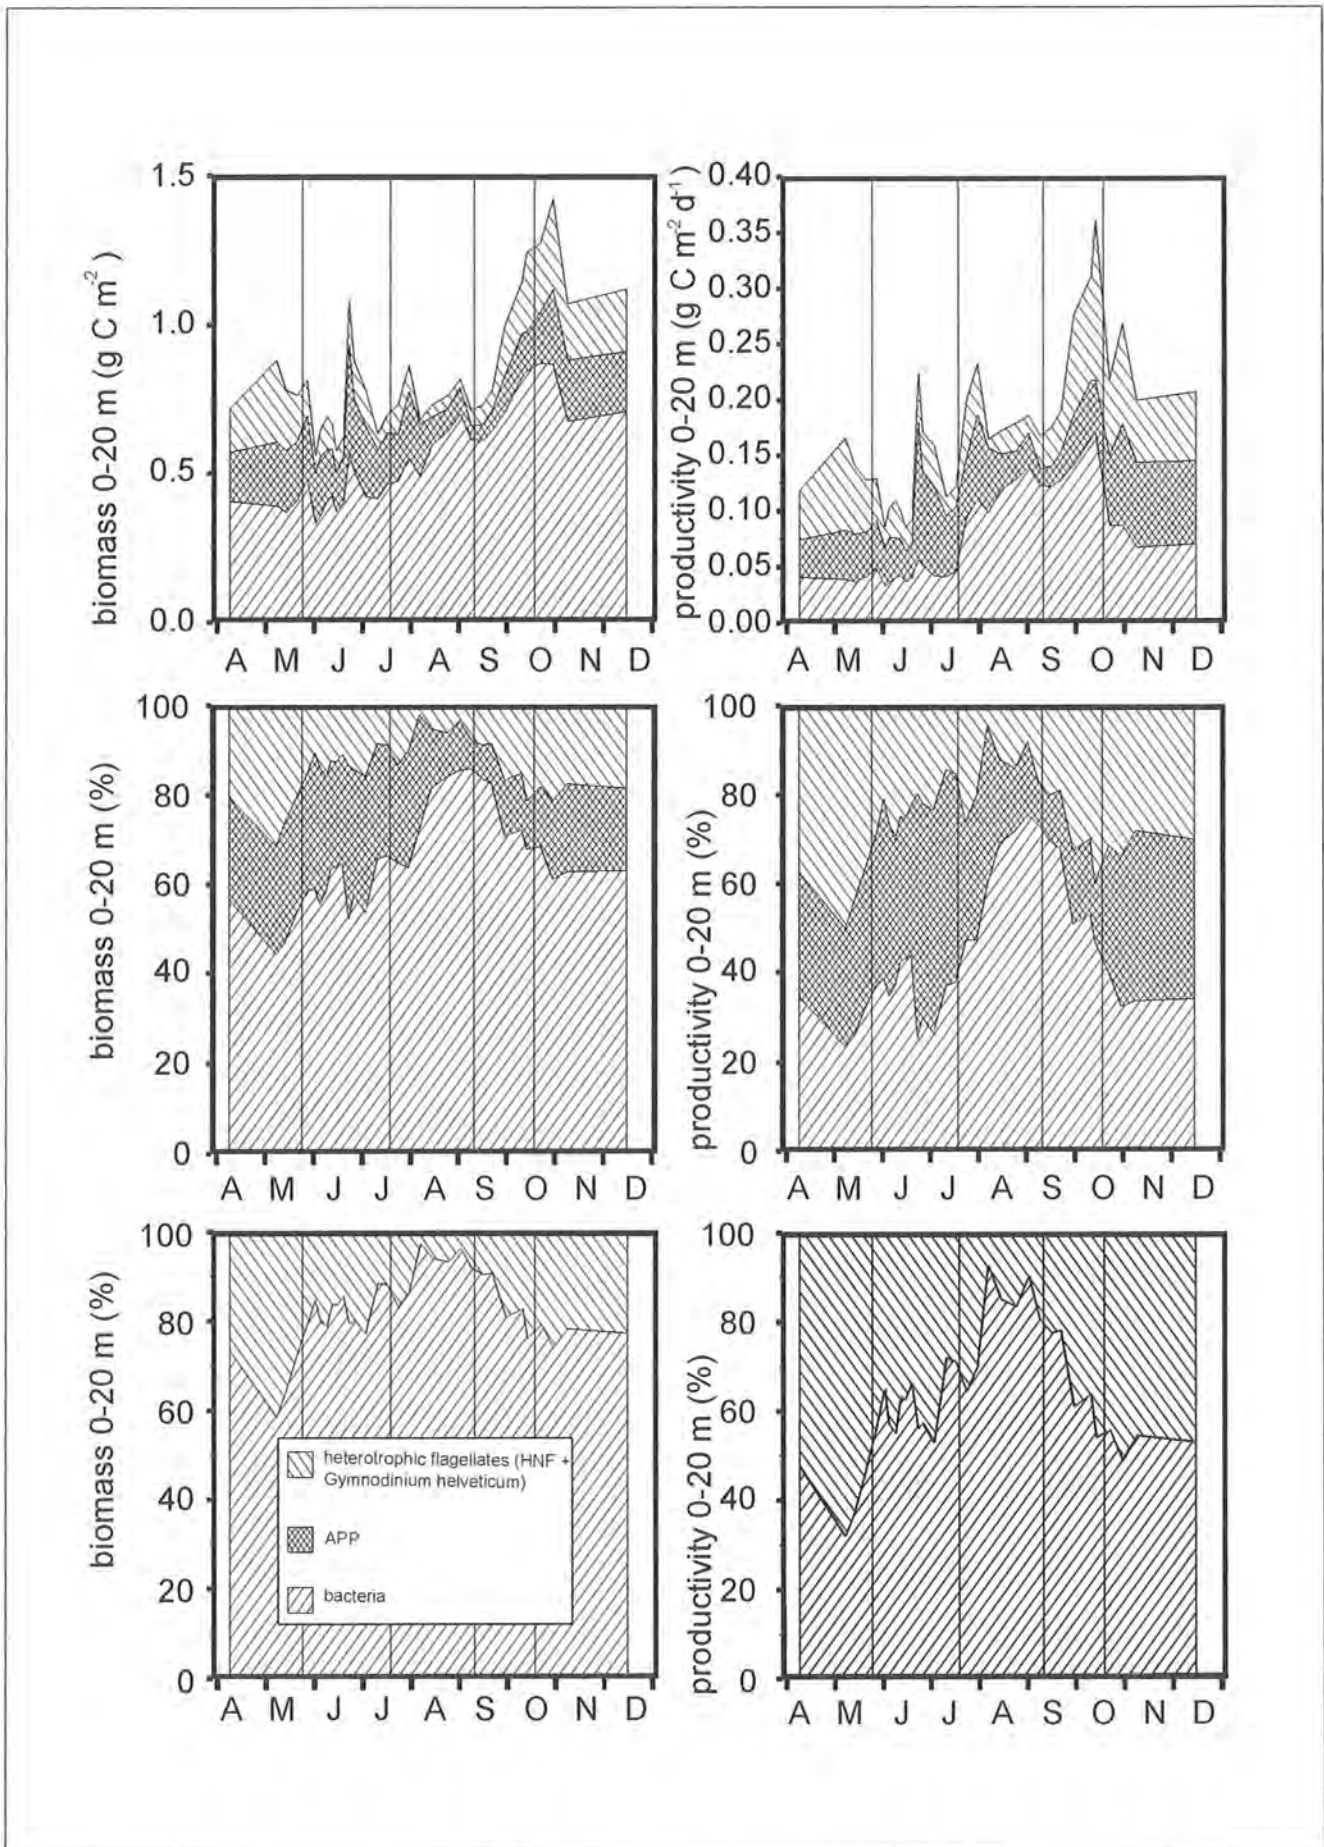 biomass 0-20 m (g C m-2 )
1.5
1.0
0.5
0.0
A M J J A S O N D
productivity 0-20 m (g C m-2 d-1)
0.40
0.35
0.30
0.25
0.20
0.15
0.10
0.05
0.00
A M J J A S O N D
biomass 0-20 m (%)
100
80
60
40
20
0
A M J J A S O N D
productivity 0-20 m (%)
100
80
60
40
20
0
A M J J A S O N D
biomass 0-20 m (%)
100
80
60
40
20
0
heterotrophic flagellates (HNF +
Gymnodinium helveticum)
APP
bacteria
A M J J A S O N D
productivity 0-20 m (%)
100
80
60
40
20
0
A M J J A S O N D